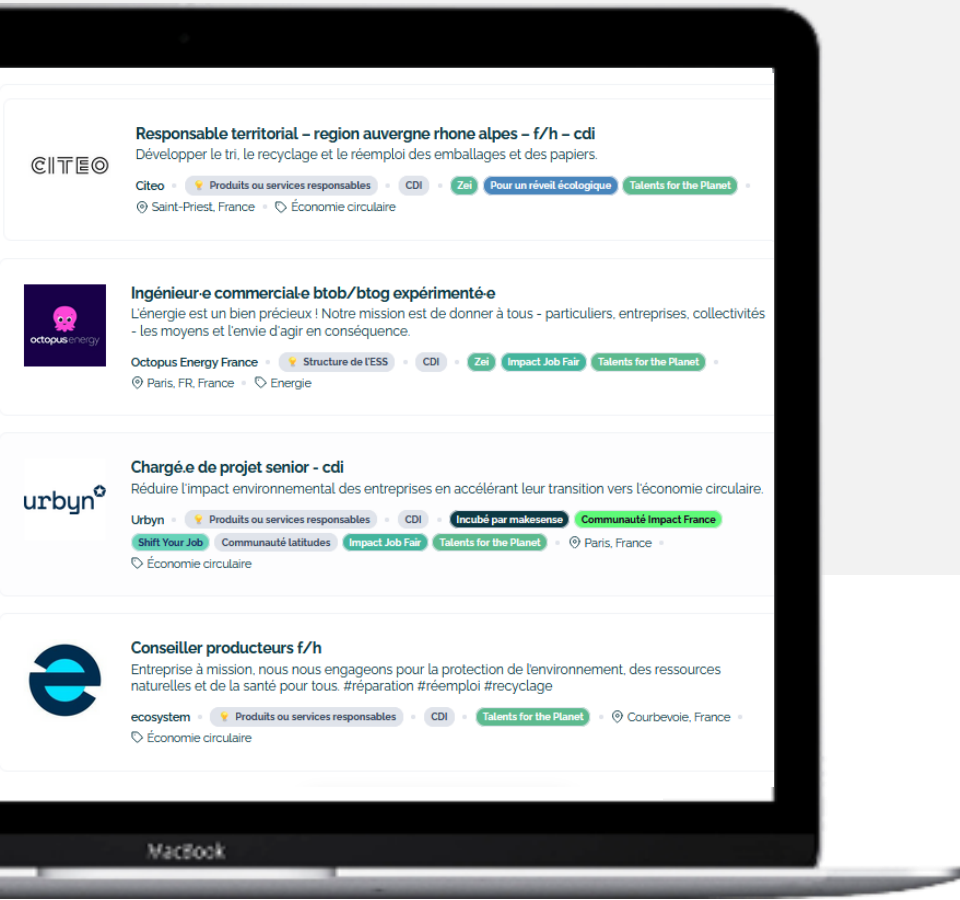 CITEO
Responsable territorial – region auvergne rhone alpes – f/h – cdi
Développer le tri, le recyclage et le réemploi des emballages et des papiers.
Citeo Produits ou services responsables CDI Zei Pour un réveil écologique Talents for the Planet
Saint-Priest, France Économie circulaire
octopusenergy
Ingénieur·e commercial·e btob/btog expérimenté·e
L'énergie est un bien précieux ! Notre mission est de donner à tous - particuliers, entreprises, collectivités
- les moyens et l'envie d'agir en conséquence.
Octopus Energy France Structure de l'ESS CDI Zei Impact Job Fair Talents for the Planet
Paris, FR, France Energie
urbyn
Chargé.e de projet senior - cdi
Réduire l'impact environnemental des entreprises en accélérant leur transition vers l'économie circulaire.
Urbyn Produits ou services responsables CDI Incubé par makesense Communauté Impact France
Shift Your Job Communauté latitudes Impact Job Fair Talents for the Planet Paris, France
Économie circulaire
Conseiller producteurs f/h
Entreprise à mission, nous nous engageons pour la protection de l'environnement, des ressources
naturelles et de la santé pour tous. #réparation #réemploi #recyclage
ecosystem Produits ou services responsables CDI Talents for the Planet Courbevoie, France
Économie circulaire
MacBook